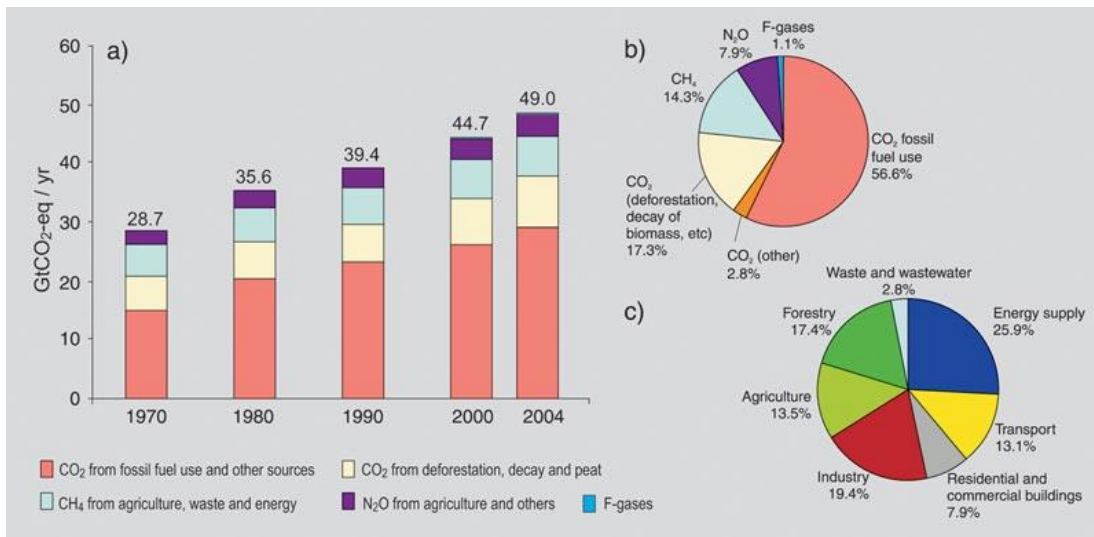 a)
GtCO₂-eq / yr
60
50
40
30
20
10
0
28.7
35.6
39.4
44.7
49.0
1970
1980
1990
2000
2004
CO₂ from fossil fuel use and other sources
CO₂ from deforestation, decay and peat
CH₄ from agriculture, waste and energy
N₂O from agriculture and others
F-gases
b)
F-gases
1.1%
N₂O
7.9%
CH₄
14.3%
CO₂ fossil
fuel use
56.6%
CO₂
(deforestation,
decay of
biomass, etc)
17.3%
CO₂ (other)
2.8%
c)
Waste and wastewater
2.8%
Forestry
17.4%
Energy supply
25.9%
Agriculture
13.5%
Transport
13.1%
Industry
19.4%
Residential and
commercial buildings
7.9%